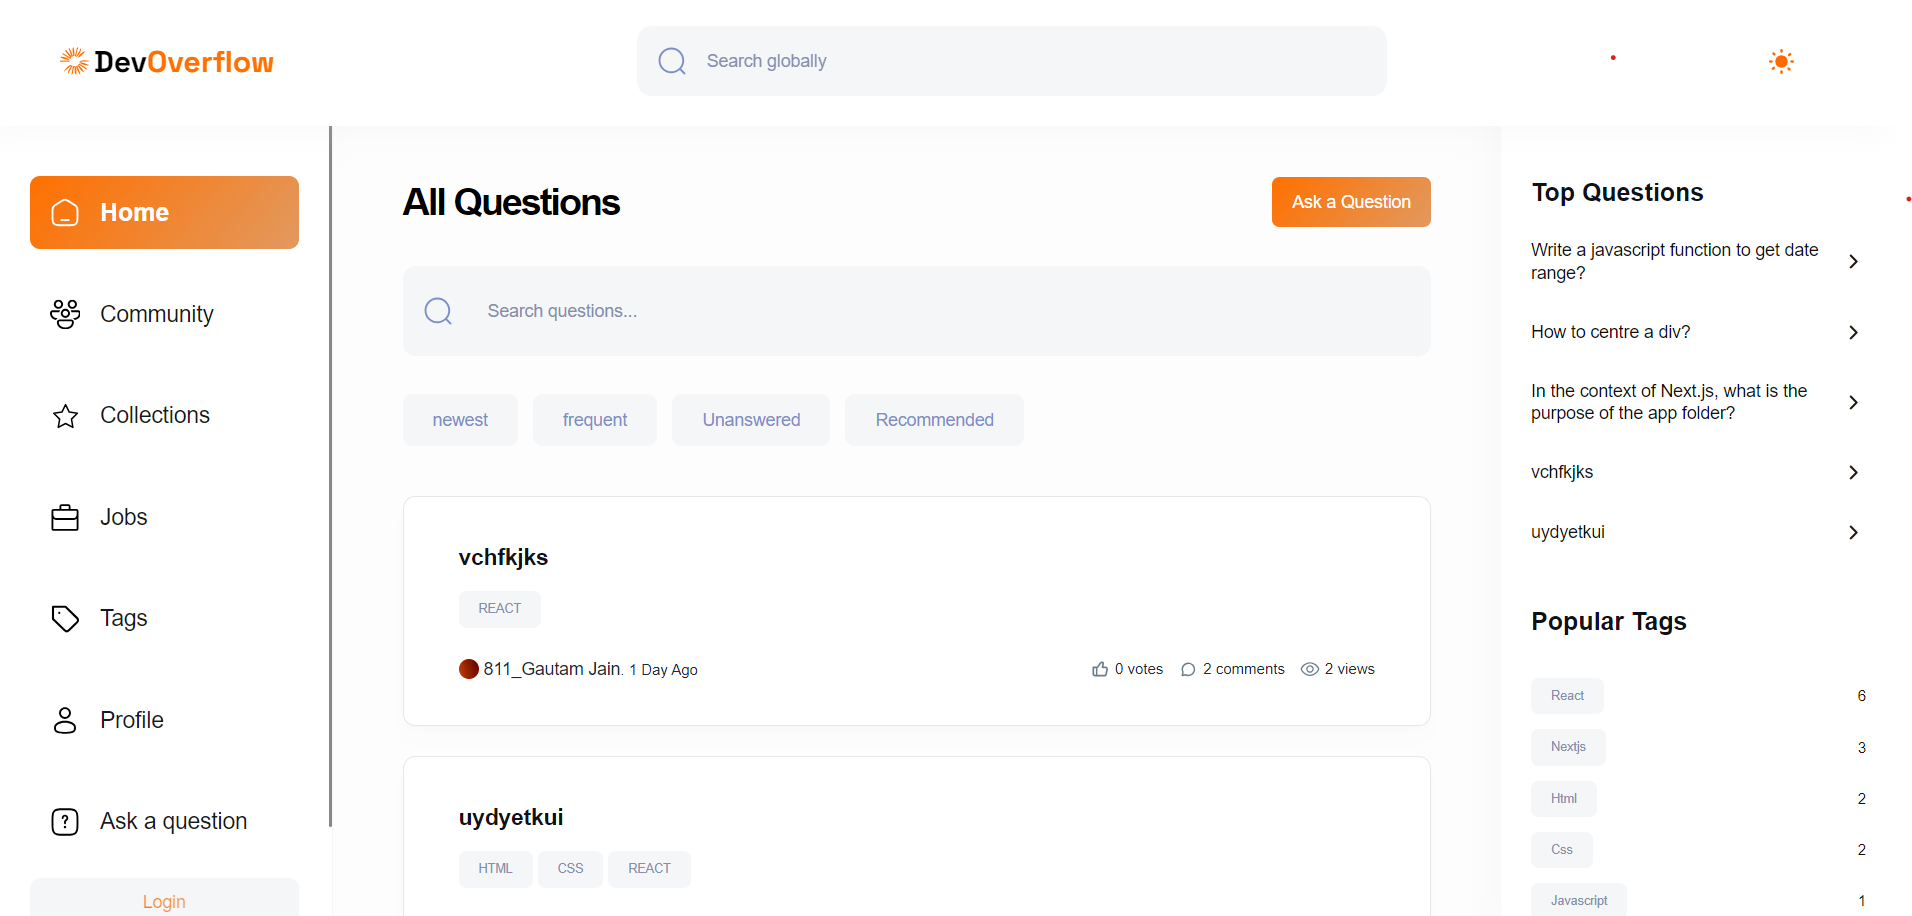 DevOverflow
Search globally
Home
Community
Collections
Jobs
Tags
Profile
Ask a question
Login
All Questions
Ask a Question
Search questions...
newest
frequent
Unanswered
Recommended
vchfkjks
REACT
811_Gautam Jain. 1 Day Ago
0 votes
2 comments
2 views
uydyetkui
HTML
CSS
REACT
Top Questions
Write a javascript function to get date
range?
How to centre a div?
In the context of Next.js, what is the
purpose of the app folder?
vchfkjks
uydyetkui
Popular Tags
React 6
Nextjs 3
Html 2
Css 2
Javascript 1